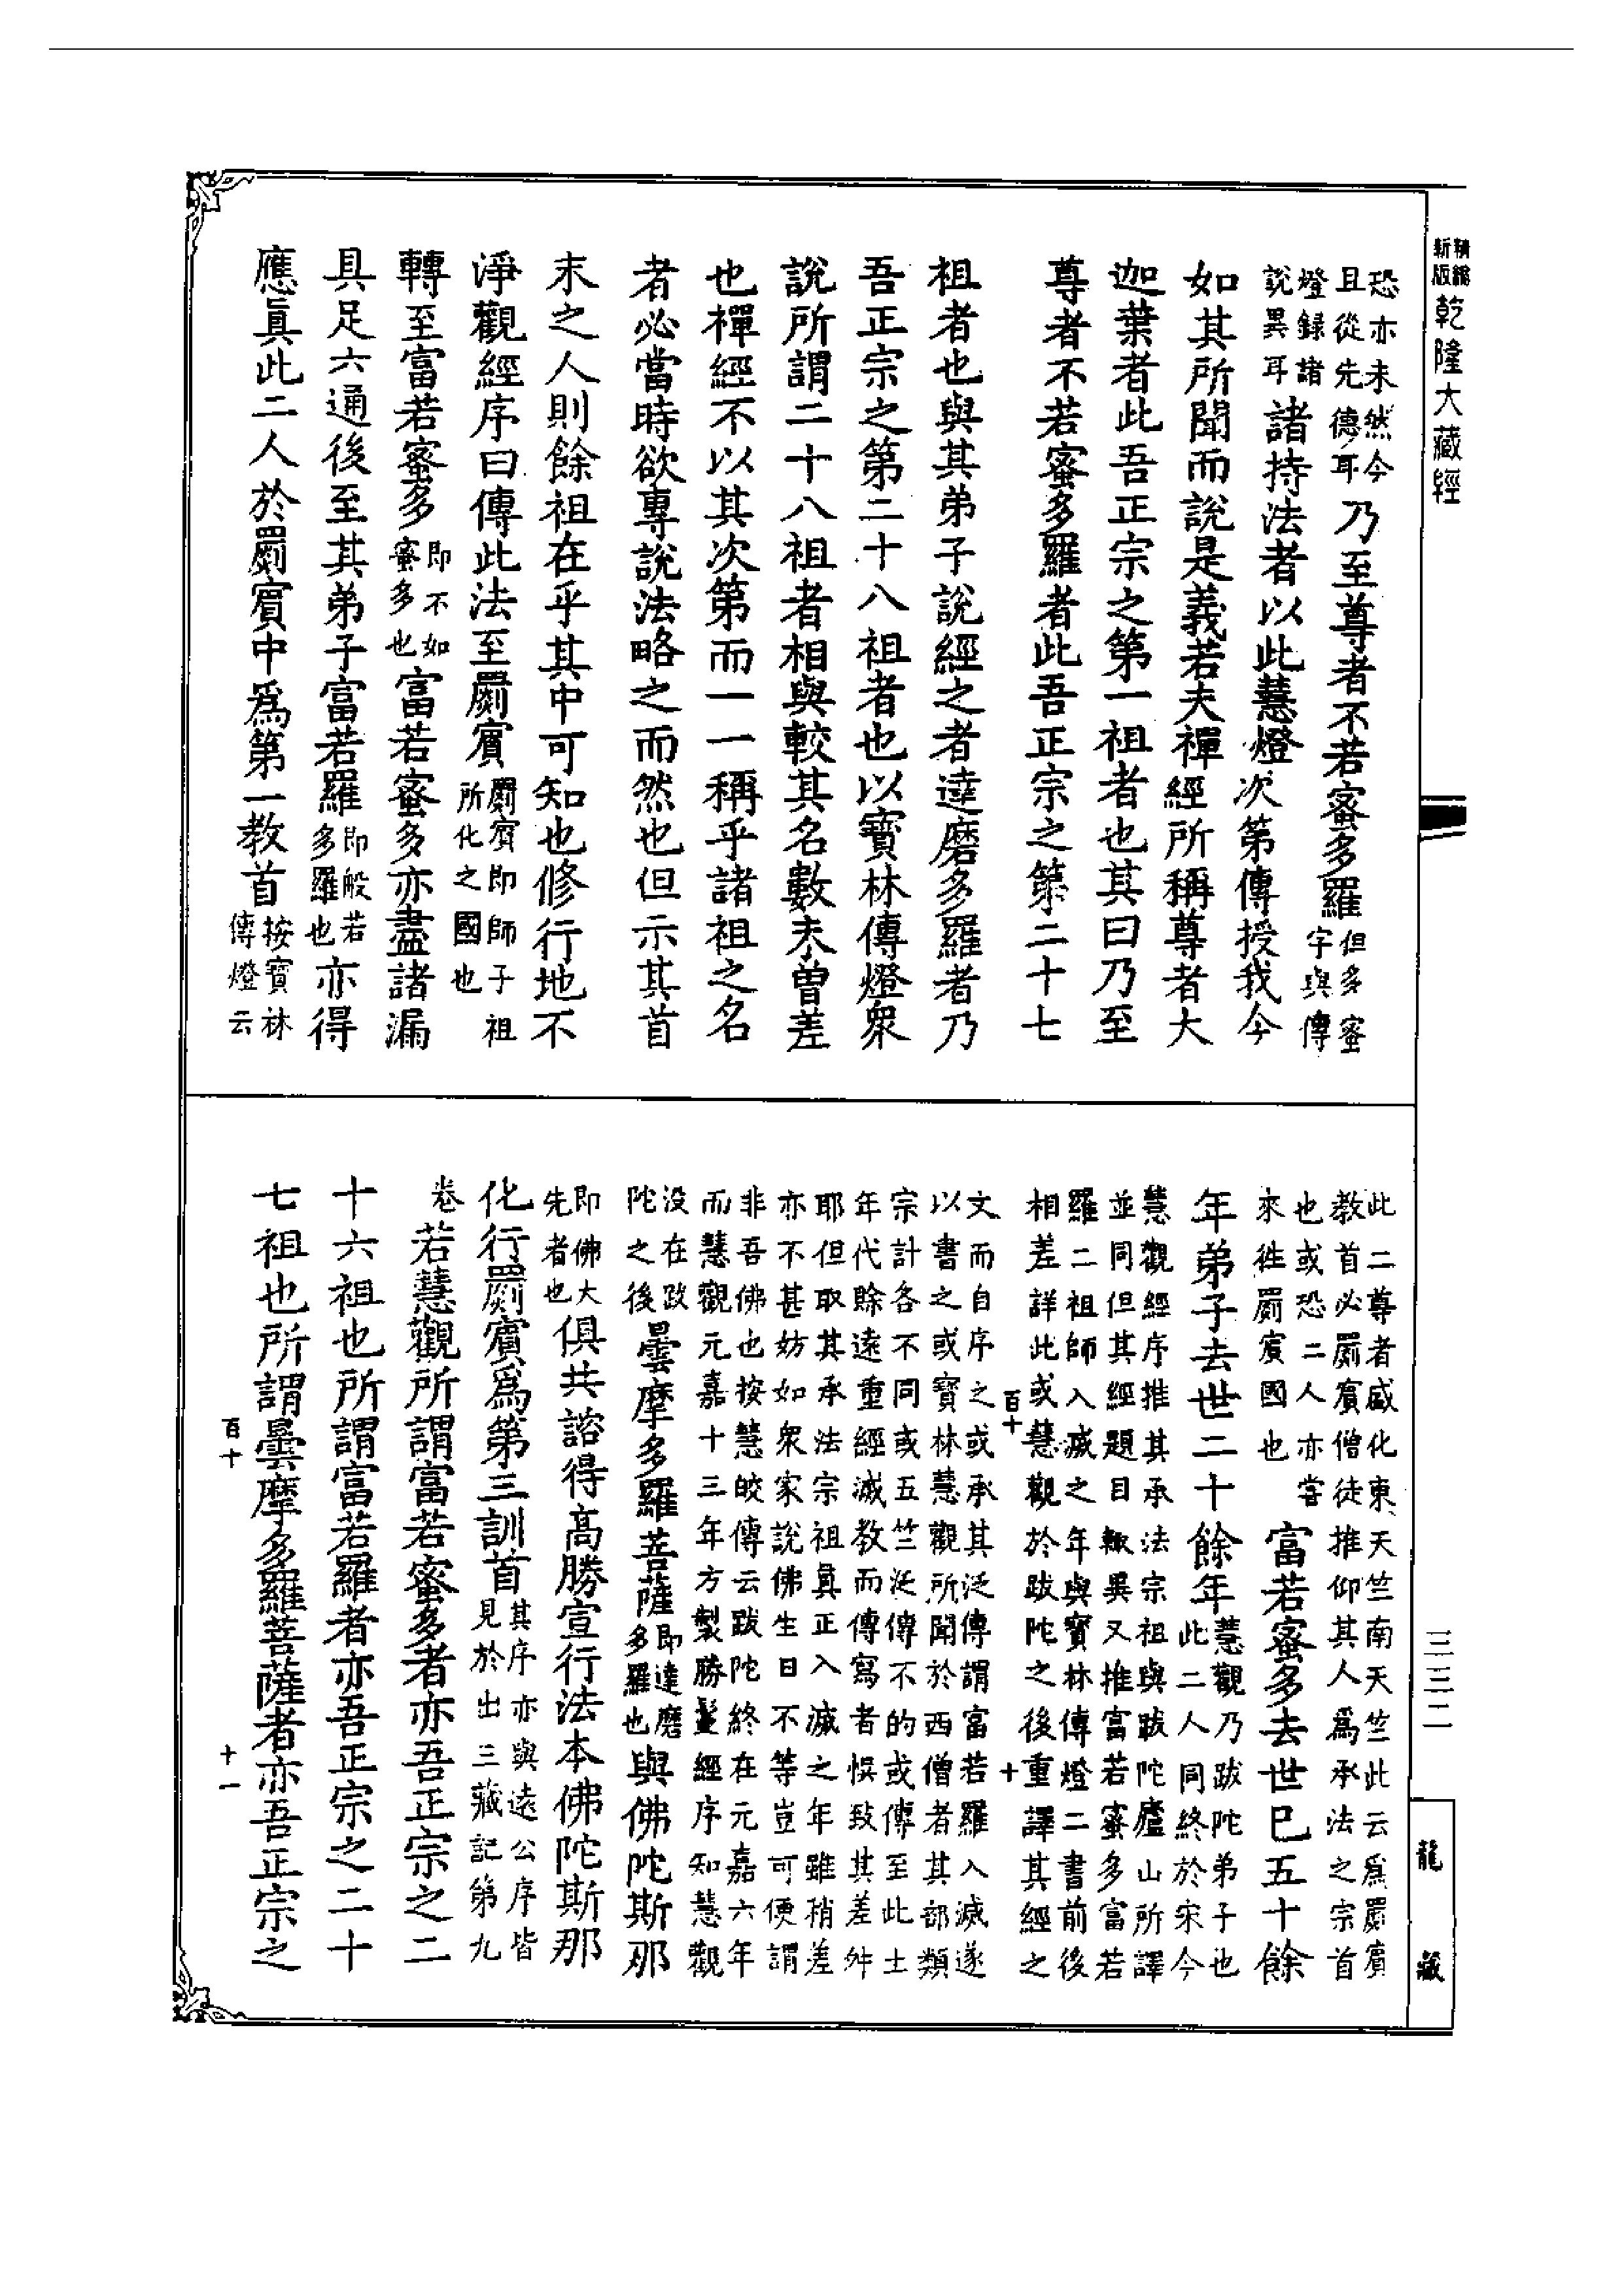 精編新版乾隆大藏經
恐亦未然今且從先德耳乃至尊者不若蜜多羅但多蜜字與傳
燈録諸說異耳諸持法者以此慧燈次第傳授我今
如其所聞而說是義若夫禪經所稱尊者大
迦葉者此吾正宗之第一祖者也其曰乃至
尊者不若蜜多羅者此吾正宗之第二十七
祖者也與其弟子說經之者達磨多羅者乃
吾正宗之第二十八祖者也以寶林傳燈衆
說所謂二十八祖者相與較其名數未曽差
也禪經不以其次第而一一稱乎諸祖之名
者必當時欲專說法略之而然也但示其首
末之人則餘祖在乎其中可知也修行地不
淨觀經序曰傳此法至罽賓罽賓即師子祖所化之國也
轉至富若蜜多即不如蜜多也富若蜜多亦盡諸漏
具足六通後至其弟子富若羅即般若多羅也亦得
應眞此二人於罽賓中爲第一教首按寶林傳燈云
此二尊者盛化東天竺南天竺此云爲罽賓教首必罽賓僧徒推仰其人爲承法之宗首
也或恐二人亦嘗來徃罽賓國也富若蜜多去世巳五十餘
年弟子去世二十餘年慧觀乃跋陀弟子也此二人同終於宋今
慧觀經序推其承法宗祖與跋陀廬山所譯並同但其經題目輙異又推富若蜜多富若
羅二祖師入滅之年與寶林傳燈二書前後相差詳此或慧觀於跋陀之後重譯其經之
百十 十
文而自序之或承其泛傳謂富若羅入滅遂以書之或寶林慧觀所聞於西僧者其部類
宗計各不同或五竺泛傳不的或傳至此土年代賒遠重經滅教而傳寫者悞致其差舛
耶但取其承法宗祖眞正入滅之年雖稍差亦不甚妨如衆家說佛生日不等豈可便謂
非吾佛也按慧皎傳云跋陀終在元嘉六年而慧觀元嘉十三年方製勝鬘經序知慧觀
没在跋陀之後曇摩多羅菩薩即達磨多羅也與佛陀斯那
即佛大先者也俱共諮得高勝宣行法本佛陀斯那
化行罽賓爲第三訓首其序亦與遠公序皆見於出三藏記第九
卷若慧觀所謂富若蜜多者亦吾正宗之二
十六祖也所謂富若羅者亦吾正宗之二十
七祖也所謂曇摩多羅菩薩者亦吾正宗之
百十 十一
三三二
龍藏